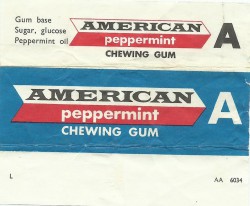 Gum base
Sugar, glucose
Peppermint oil
AMERICAN
peppermint
CHEWING GUM
A
AMERICAN
peppermint
CHEWING GUM
A
L
AA 6034